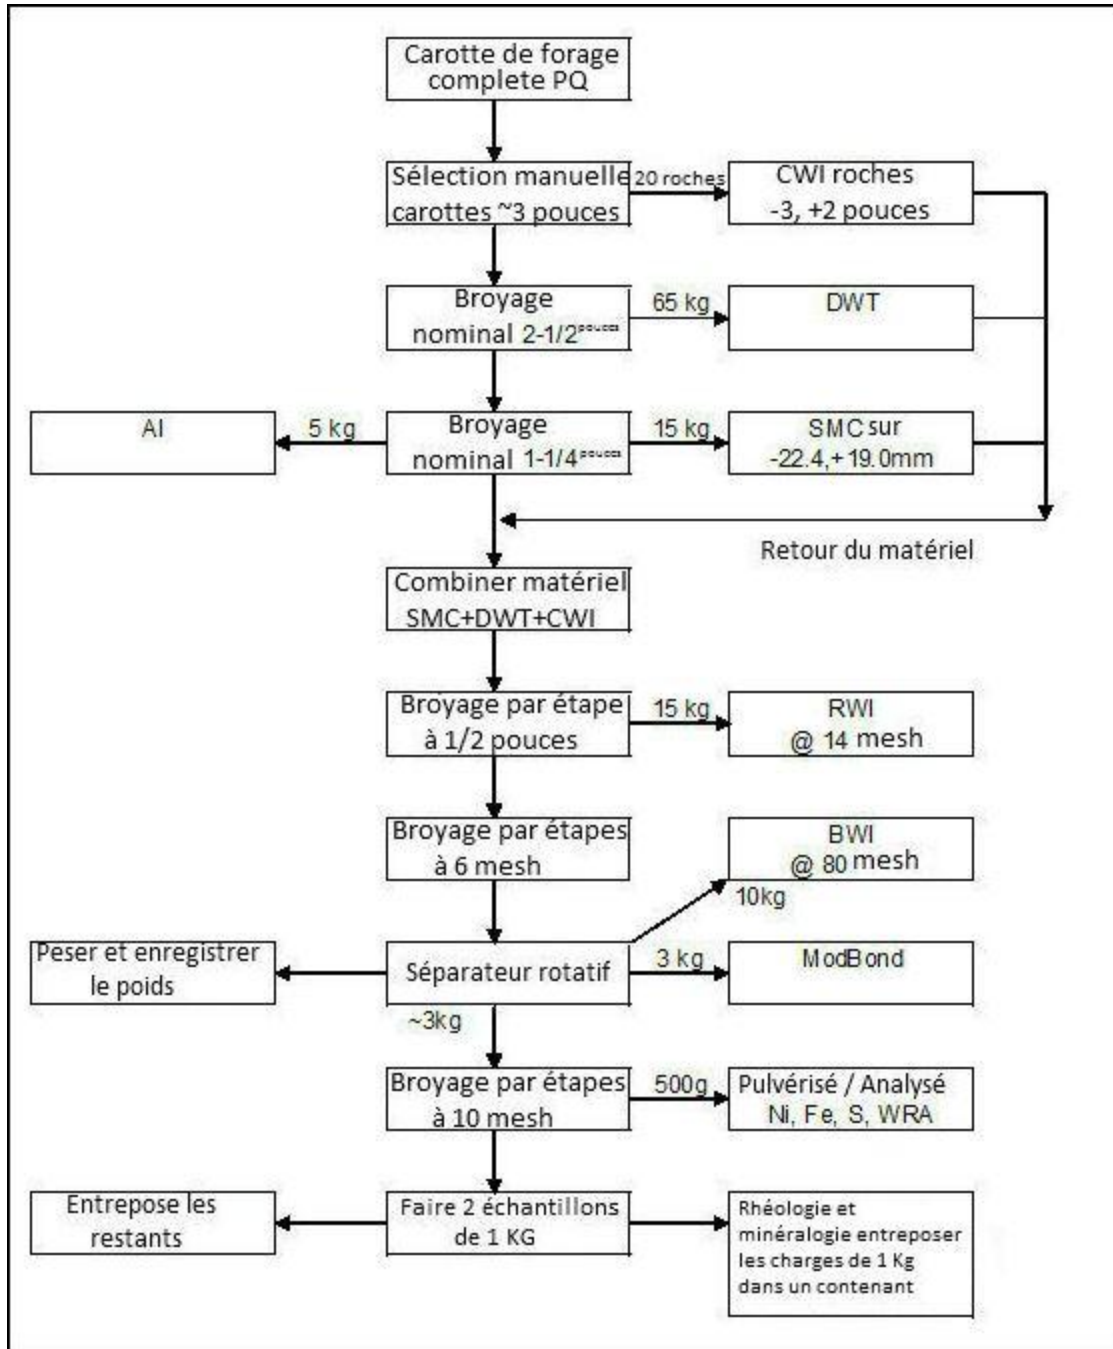 Carotte de forage
complete PQ
Sélection manuelle
carottes ~3 pouces
20 roches
CWI roches
-3, +2 pouces
Broyage
nominal 2-1/2 pouces
65 kg
DWT
AI
5 kg
Broyage
nominal 1-1/4 pouces
15 kg
SMC sur
-22.4,+19.0mm
Retour du matériel
Combiner matériel
SMC+DWT+CWI
Broyage par étape
à 1/2 pouces
15 kg
RWI
@ 14 mesh
Broyage par étapes
à 6 mesh
BWI
@ 80 mesh
10kg
Peser et enregistrer
le poids
Séparateur rotatif
3 kg
ModBond
~3kg
Broyage par étapes
à 10 mesh
500g
Pulvérisé / Analysé
Ni, Fe, S, WRA
Entrepose les
restants
Faire 2 échantillons
de 1 KG
Rhéologie et
minéralogie entreposer
les charges de 1 Kg
dans un contenant